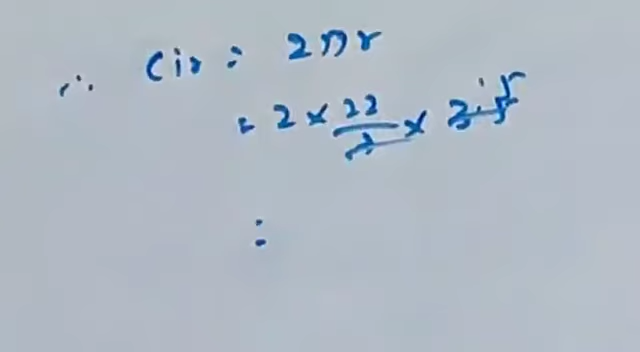 ∴ Cir = 2πr
= 2 × 22/7 × 3.5
=